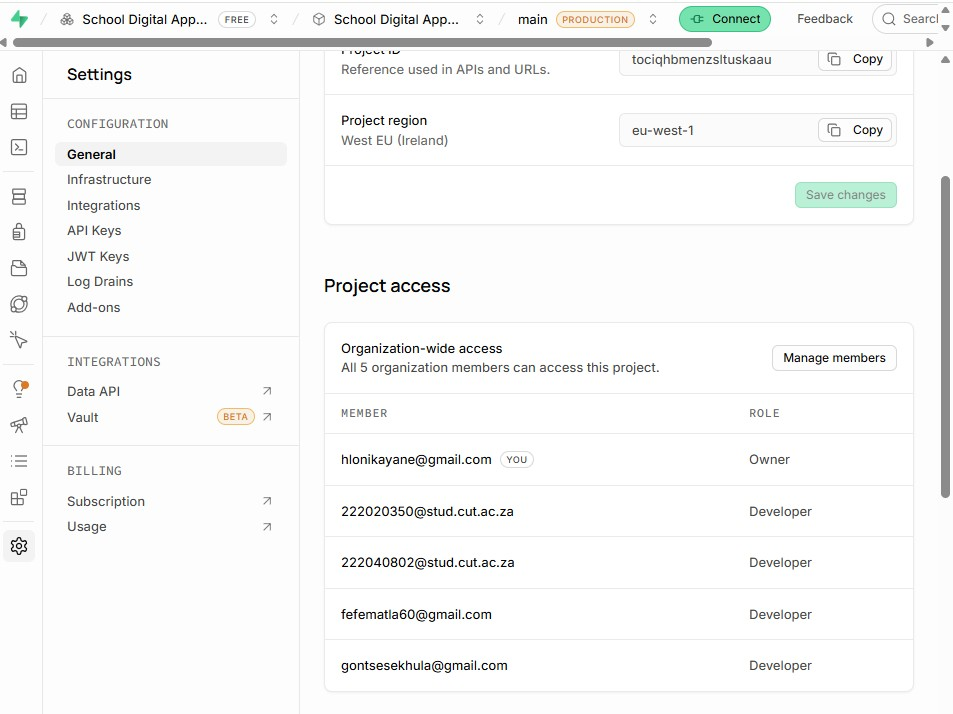 School Digital App... FREE School Digital App... main PRODUCTION Connect Feedback Search
Settings
CONFIGURATION
General
Infrastructure
Integrations
API Keys
JWT Keys
Log Drains
Add-ons
INTEGRATIONS
Data API
Vault BETA
BILLING
Subscription
Usage
Project ID
Reference used in APIs and URLs.
tociqhbmenzsltuskaau Copy
Project region
West EU (Ireland)
eu-west-1 Copy
Save changes
Project access
Organization-wide access
All 5 organization members can access this project.
Manage members
MEMBER ROLE
hlonikayane@gmail.com YOU Owner
222020350@stud.cut.ac.za Developer
222040802@stud.cut.ac.za Developer
fefematla60@gmail.com Developer
gontsesekhula@gmail.com Developer